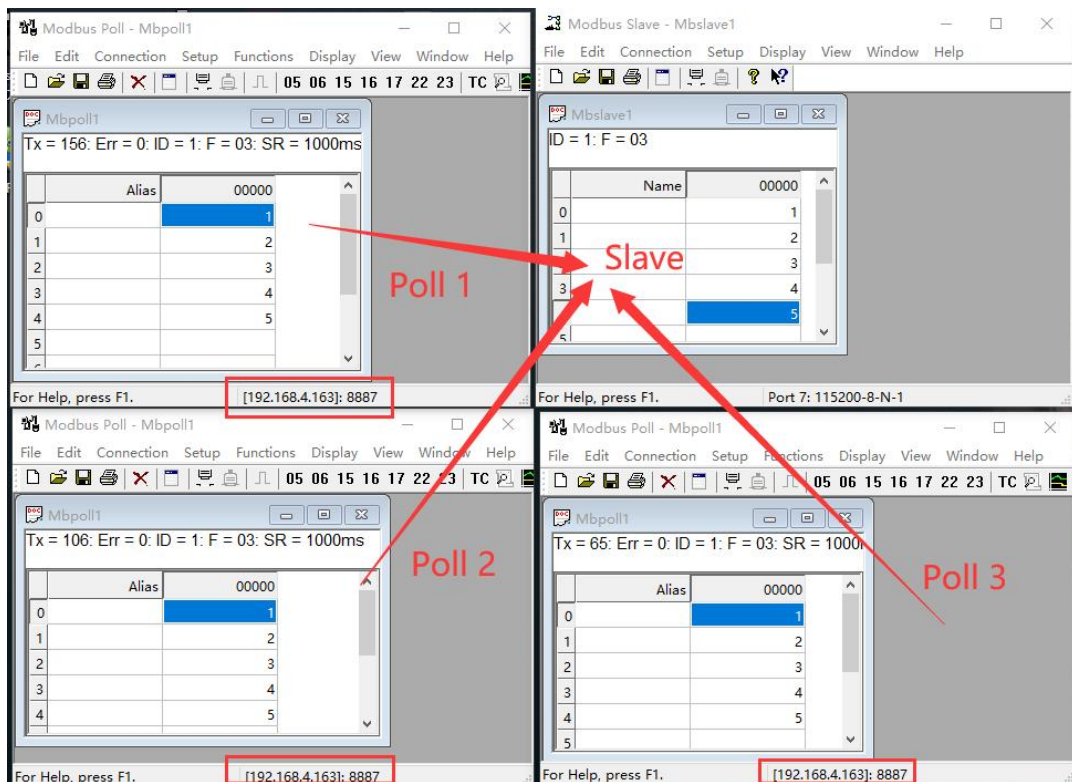 Modbus Poll - Mbpoll1
File Edit Connection Setup Functions Display View Window Help
05 06 15 16 17 22 23 TC
Mbpoll1
Tx = 156: Err = 0: ID = 1: F = 03: SR = 1000ms
Alias 00000
0 1
1 2
2 3
3 4
4 5
5
Poll 1
For Help, press F1. [192.168.4.163]: 8887
Modbus Slave - Mbslave1
File Edit Connection Setup Display View Window Help
Mbslave1
ID = 1: F = 03
Name 00000
0 1
1 2
3
3 4
5
5
Slave
For Help, press F1. Port 7: 115200-8-N-1
Modbus Poll - Mbpoll1
File Edit Connection Setup Functions Display View Window Help
05 06 15 16 17 22 23 TC
Mbpoll1
Tx = 106: Err = 0: ID = 1: F = 03: SR = 1000ms
Alias 00000
0 1
1 2
2 3
3 4
4 5
Poll 2
For Help, press F1. [192.168.4.163]: 8887
Modbus Poll - Mbpoll1
File Edit Connection Setup Functions Display View Window Help
05 06 15 16 17 22 23 TC
Mbpoll1
Tx = 65: Err = 0: ID = 1: F = 03: SR = 1000
Alias 00000
0 1
1 2
2 3
3 4
4 5
5
Poll 3
For Help, press F1. [192.168.4.163]: 8887